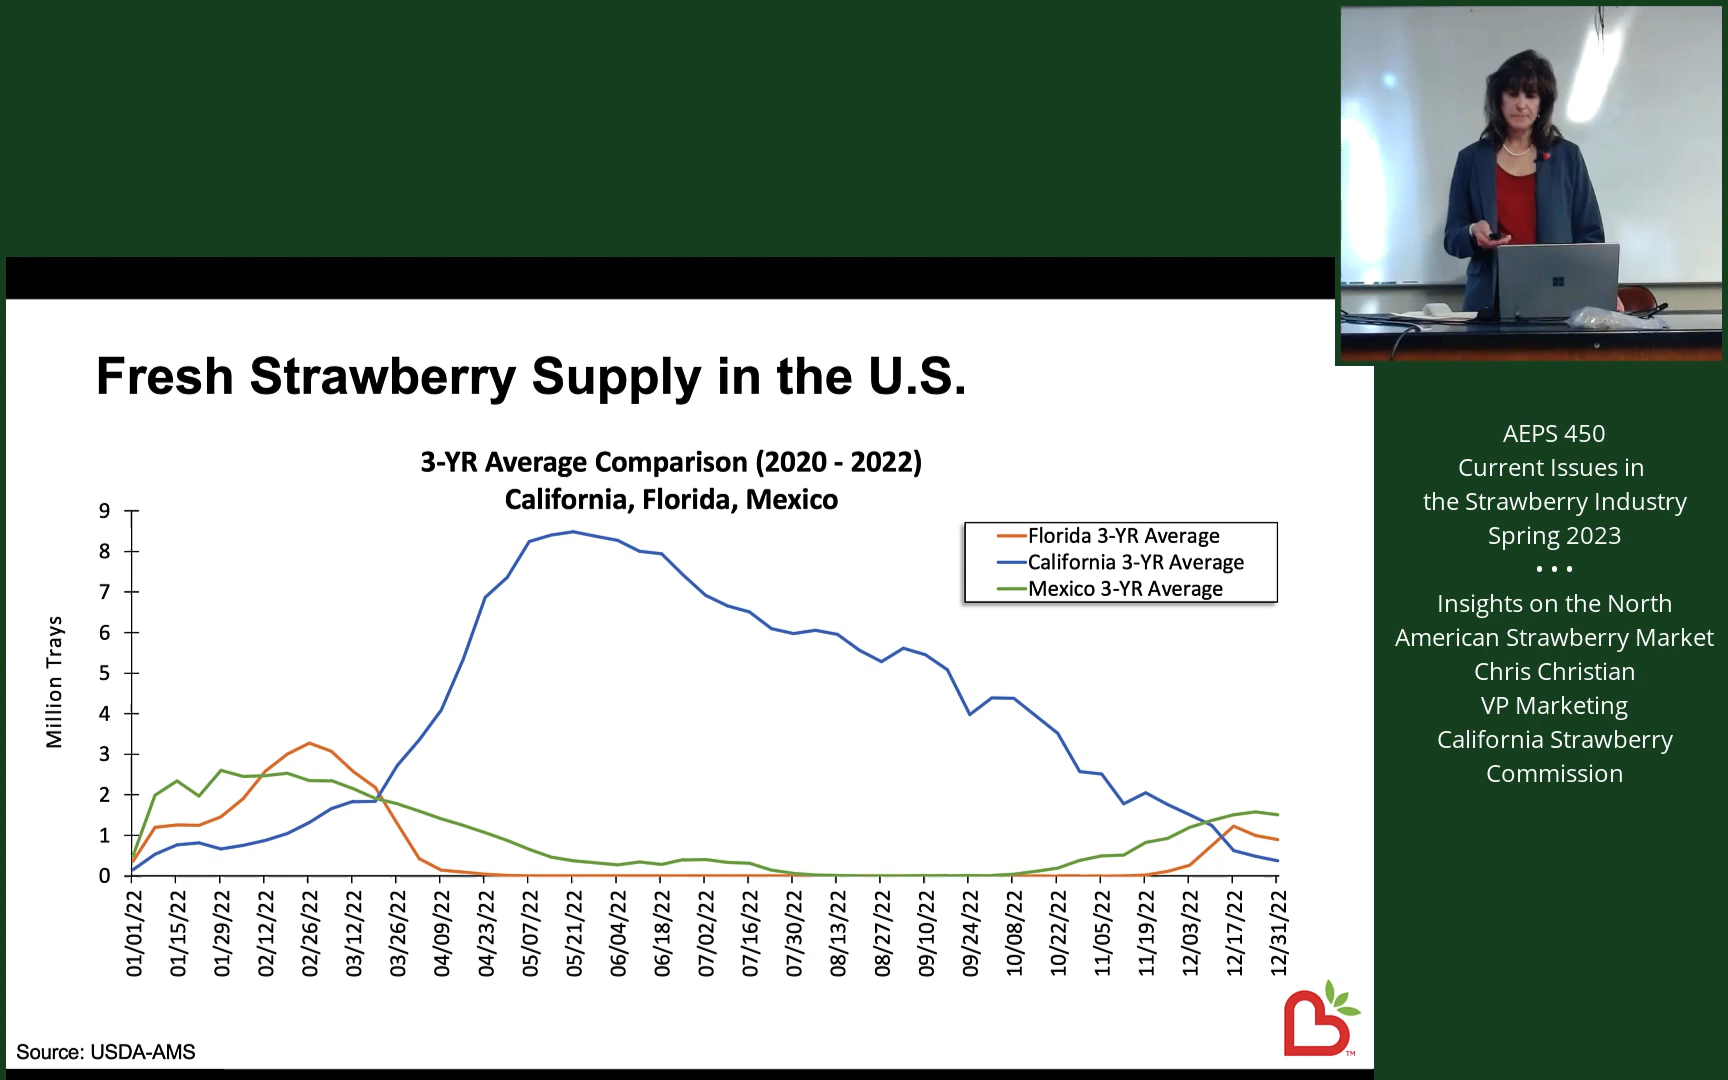 Fresh Strawberry Supply in the U.S.
3-YR Average Comparison (2020 - 2022)
California, Florida, Mexico
Million Trays
9
8
7
6
5
4
3
2
1
0
Florida 3-YR Average
California 3-YR Average
Mexico 3-YR Average
01/01/22
01/15/22
01/29/22
02/12/22
02/26/22
03/12/22
03/26/22
04/09/22
04/23/22
05/07/22
05/21/22
06/04/22
06/18/22
07/02/22
07/16/22
07/30/22
08/13/22
08/27/22
09/10/22
09/24/22
10/08/22
10/22/22
11/05/22
11/19/22
12/03/22
12/17/22
12/31/22
Source: USDA-AMS
TM
AEPS 450
Current Issues in
the Strawberry Industry
Spring 2023
• • •
Insights on the North
American Strawberry Market
Chris Christian
VP Marketing
California Strawberry
Commission